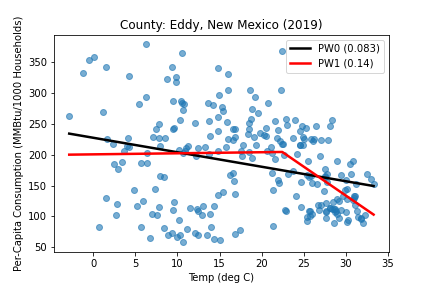 County: Eddy, New Mexico (2019)
Per-Capita Consumption (MMBtu/1000 Households)
350
300
250
200
150
100
50
PW0 (0.083)
PW1 (0.14)
0 5 10 15 20 25 30 35
Temp (deg C)